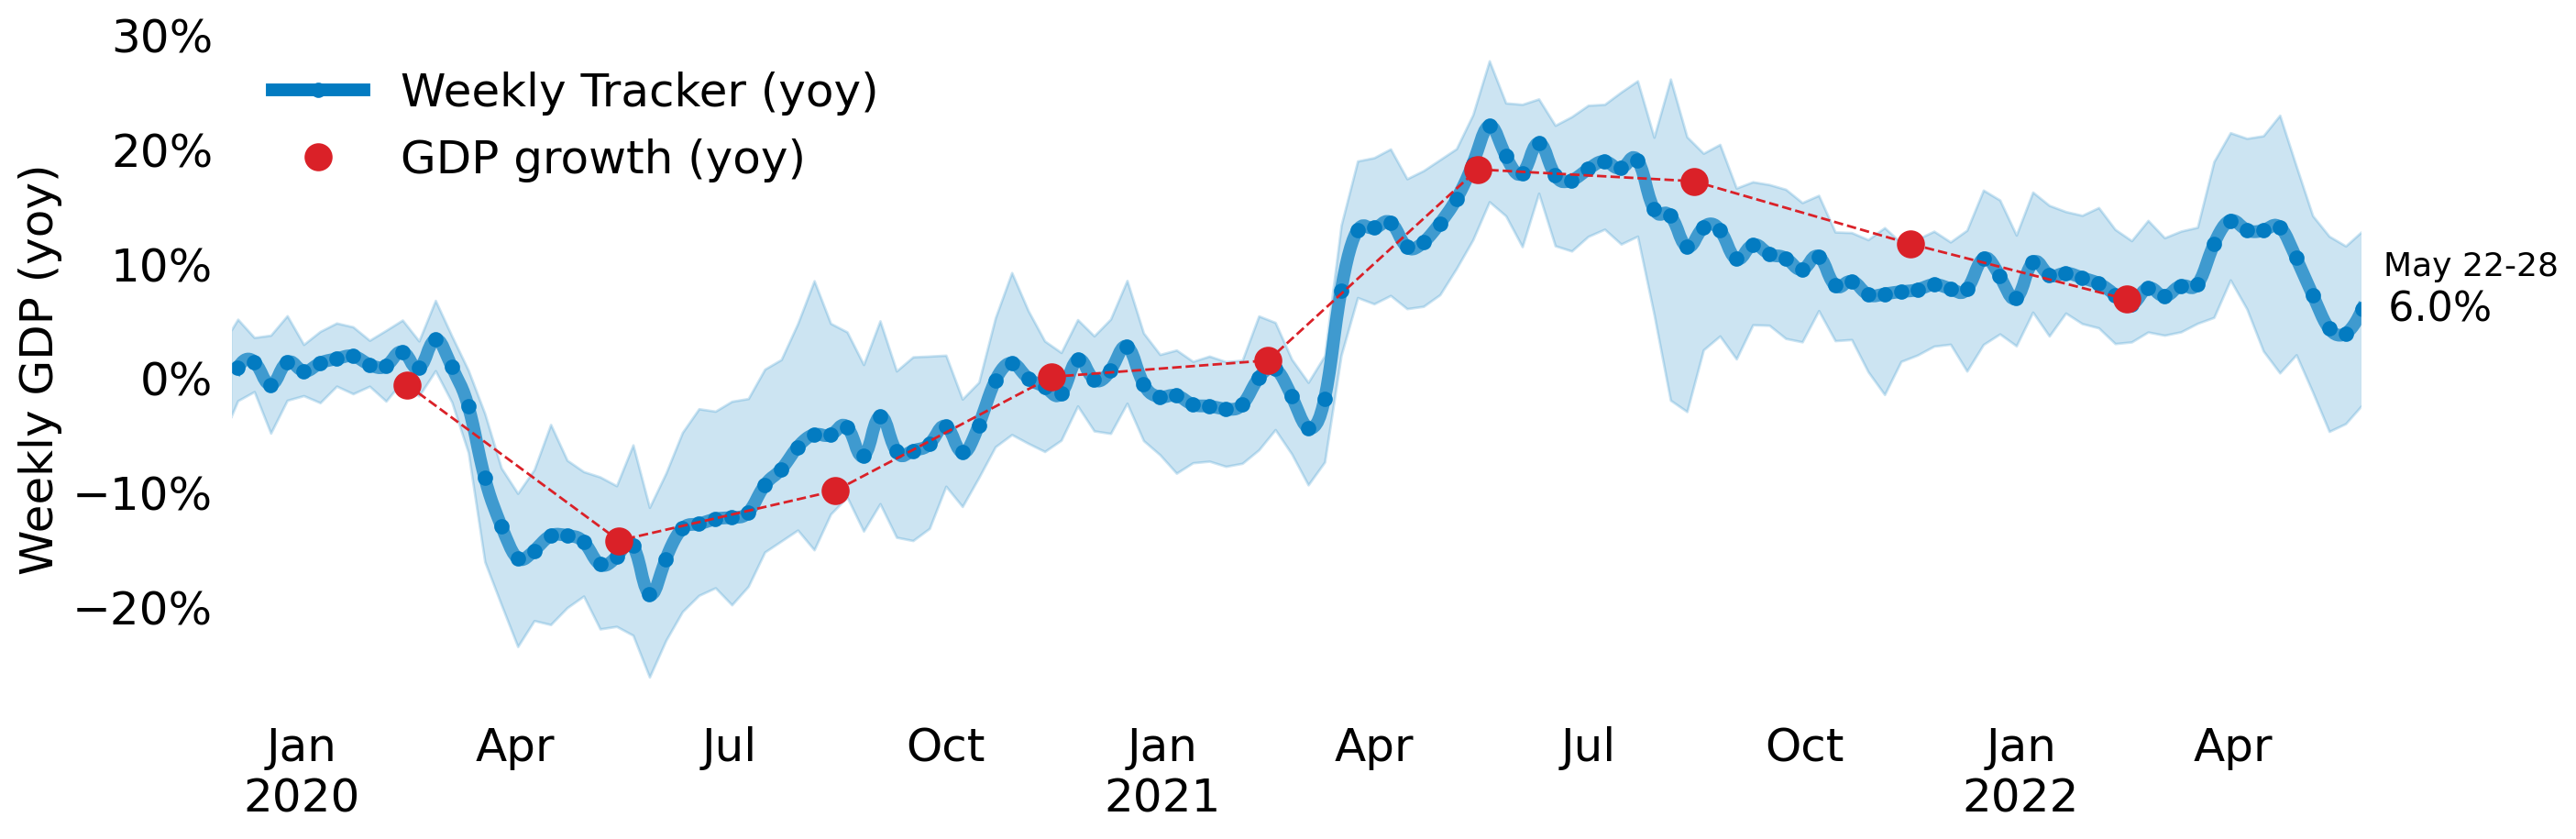 30%
20%
10%
0%
−10%
−20%
Weekly GDP (yoy)
Weekly Tracker (yoy)
GDP growth (yoy)
May 22-28
6.0%
Jan Apr Jul Oct Jan Apr Jul Oct Jan Apr
2020 2021 2022